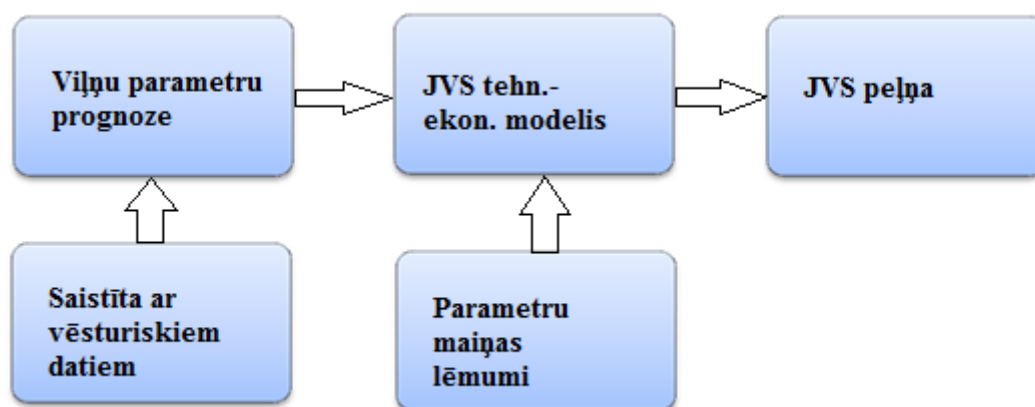 Viļņu parametru
prognoze
JVS tehn.-
ekon. modelis
JVS peļņa
Saistīta ar
vēsturiskiem
datiem
Parametru
maiņas
lēmumi